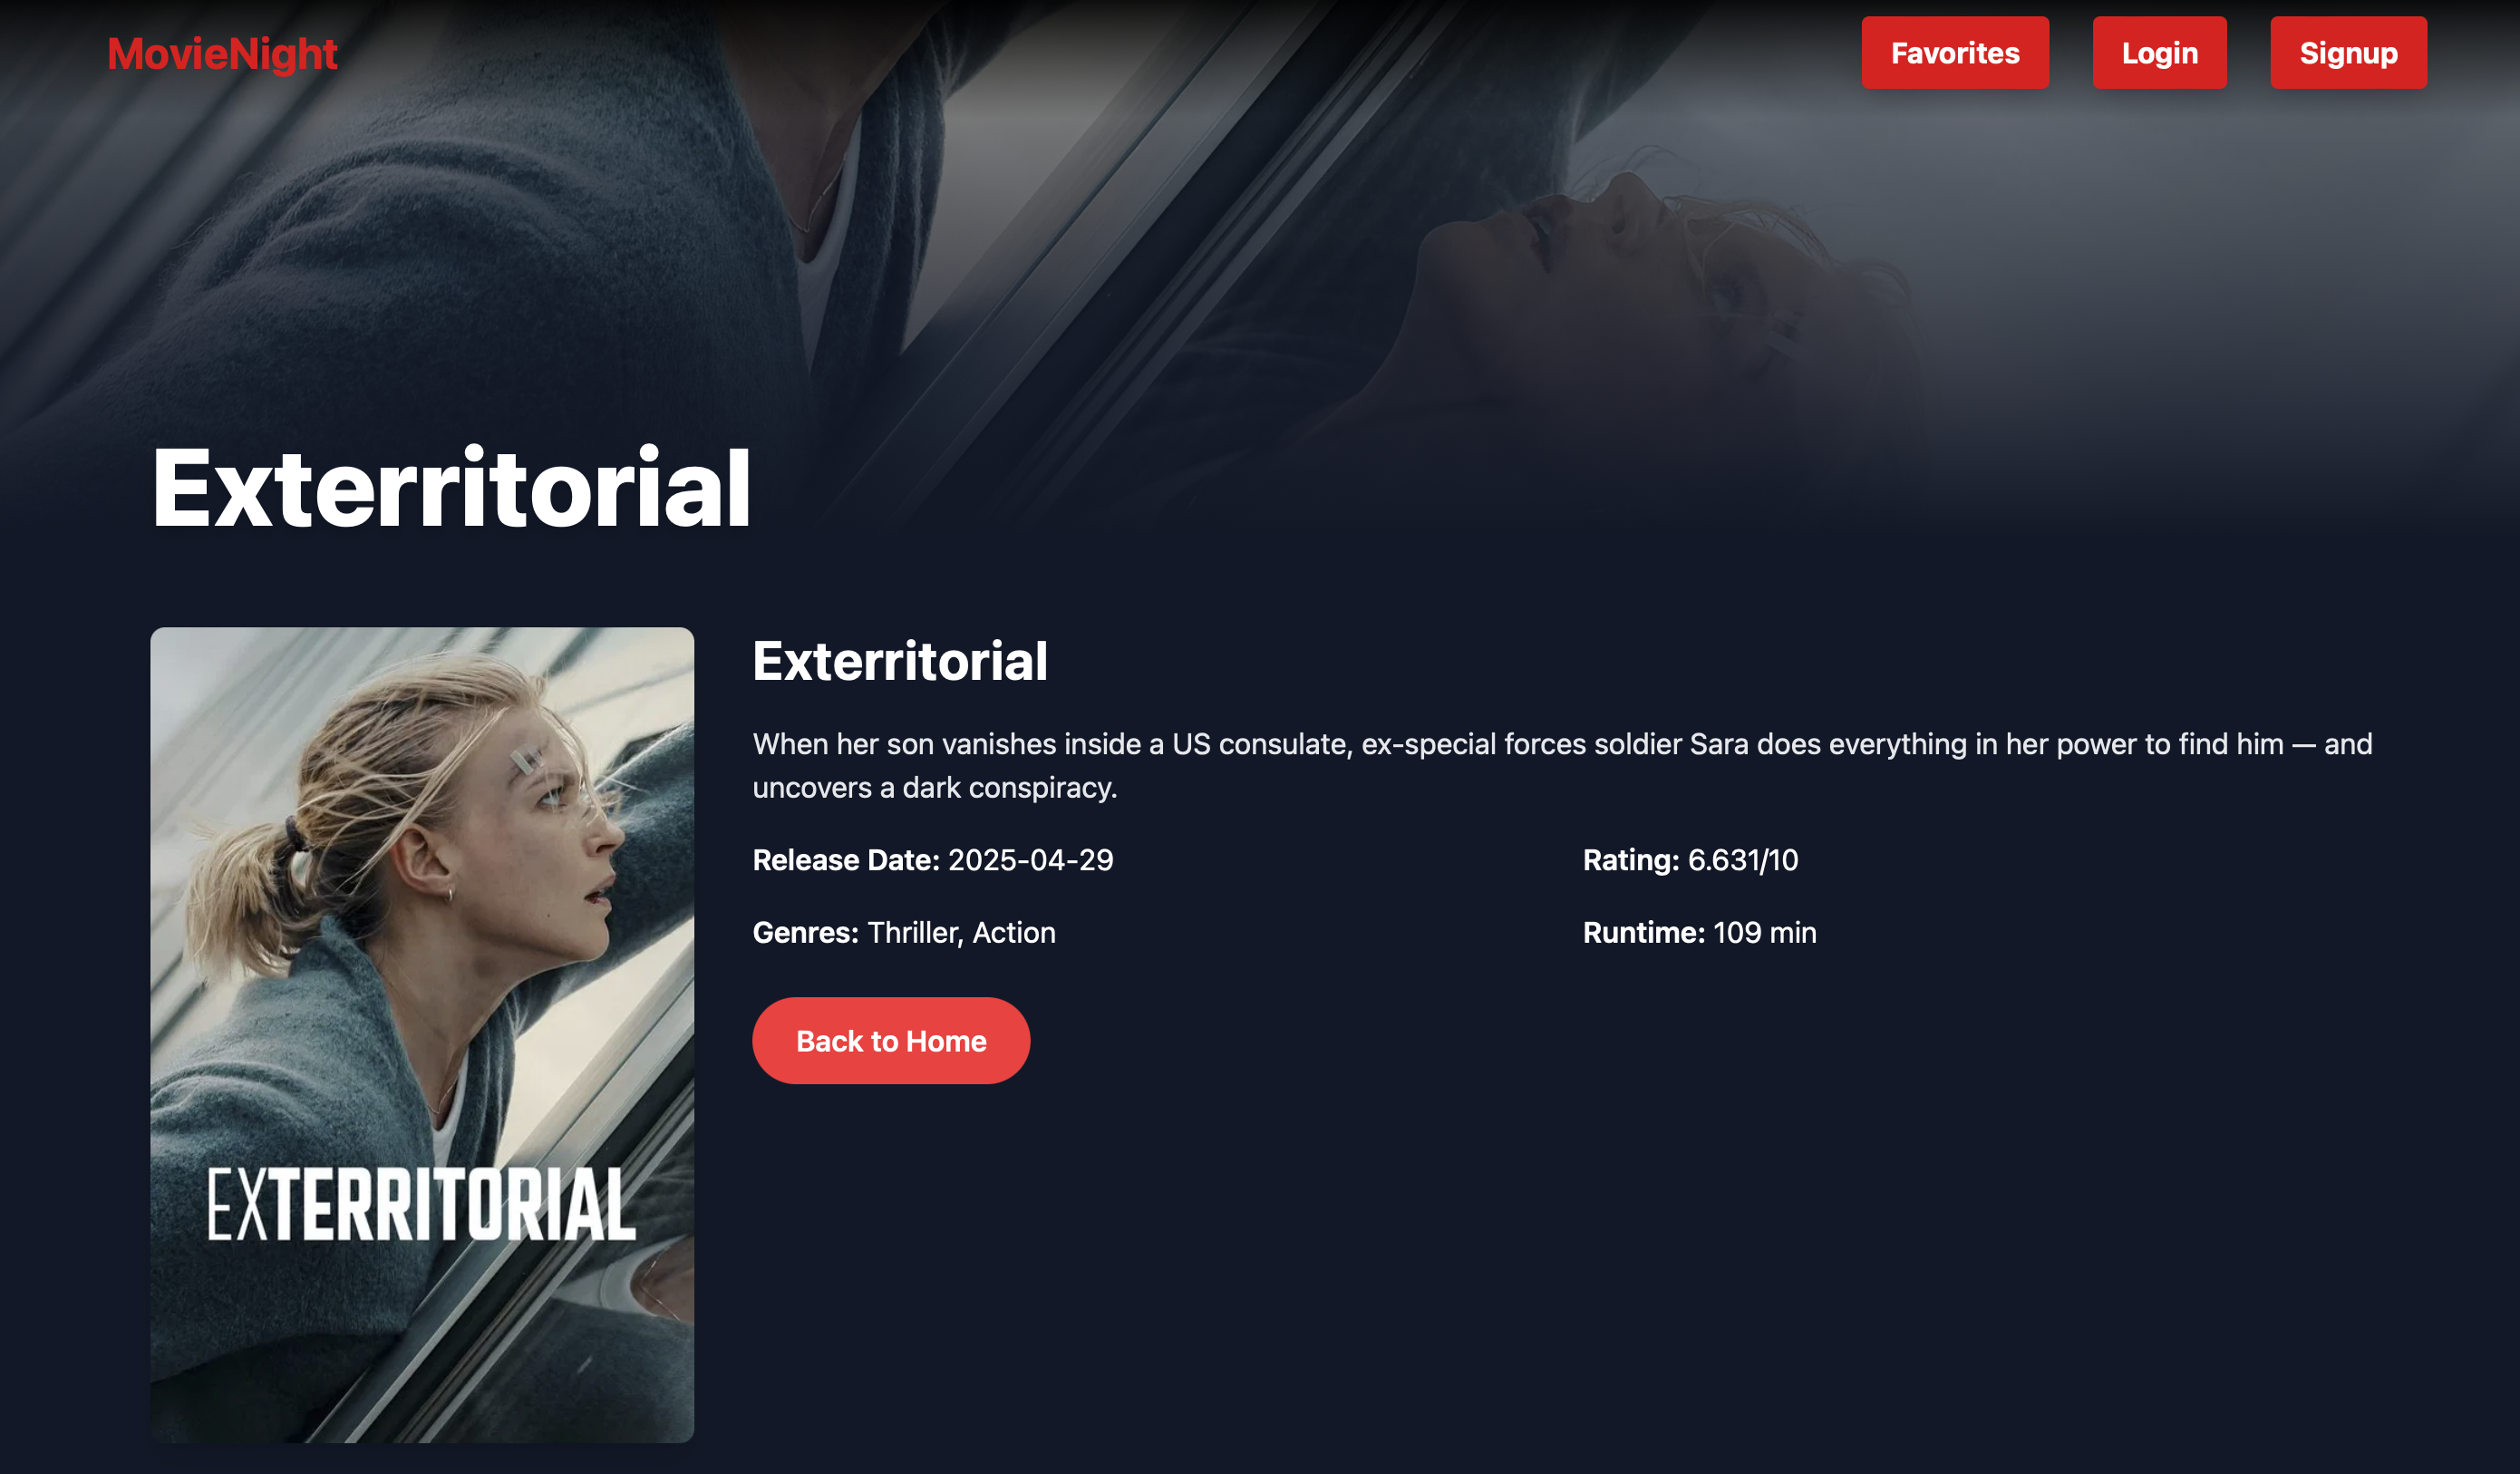 MovieNight
Favorites
Login
Signup
Exterritorial
Exterritorial
When her son vanishes inside a US consulate, ex-special forces soldier Sara does everything in her power to find him — and
uncovers a dark conspiracy.
Release Date: 2025-04-29
Rating: 6.631/10
Genres: Thriller, Action
Runtime: 109 min
Back to Home
EXTERRITORIAL